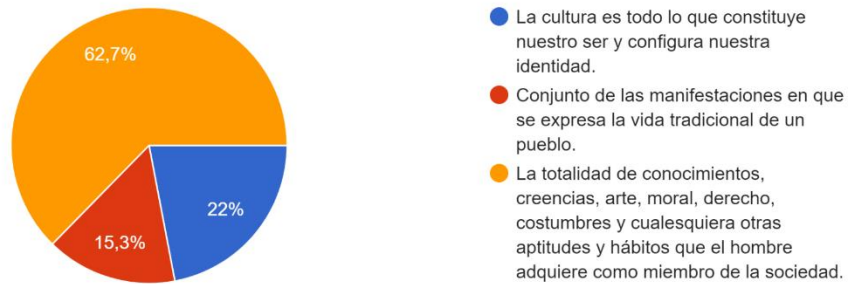 62,7%
22%
15,3%
La cultura es todo lo que constituye
nuestro ser y configura nuestra
identidad.
Conjunto de las manifestaciones en que
se expresa la vida tradicional de un
pueblo.
La totalidad de conocimientos,
creencias, arte, moral, derecho,
costumbres y cualesquiera otras
aptitudes y hábitos que el hombre
adquiere como miembro de la sociedad.